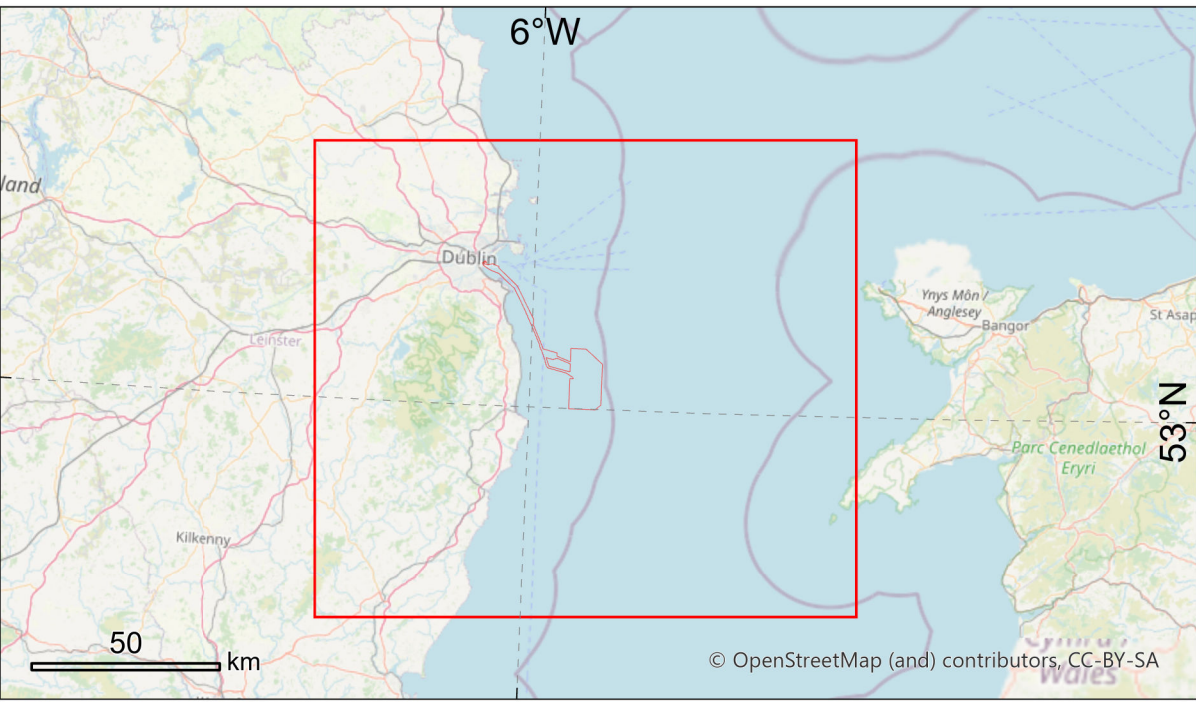 6°W
land
Dublin
Ynys Môn /
Anglesey
Bangor
St Asap
Leinster
53°N
Parc Cenedlaethol
Eryri
Kilkenny
50
km
© OpenStreetMap (and) contributors, CC-BY-SA
Cymru /
Wales